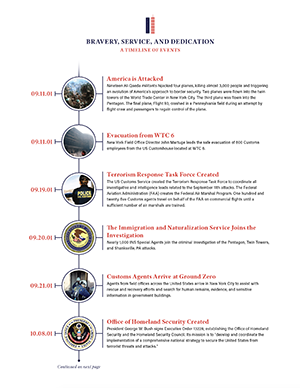 BRAVERY, SERVICE, AND DEDICATION
A TIMELINE OF EVENTS
09.11.01
America is Attacked
Nineteen Al Qaeda militants hijacked four planes, killing almost 3,000 people and triggering
an evolution of America's approach to border security. Two planes were flown into the twin
towers of the World Trade Center in New York City. The third plane was flown into the
Pentagon. The final plane, Flight 93, crashed in a Pennsylvania field during an attempt by
flight crew and passengers to regain control of the plane.
09.11.01
Evacuation from WTC 6
New York Field Office Director John Martuge leads the safe evacuation of 800 Customs
employees from the US Customhouse located at WTC 6.
09.19.01
POLICE
Terrorism Response Task Force Created
The US Customs Service created the Terrorism Response Task Force to coordinate all
investigative and intelligence leads related to the September 11th attacks. The Federal
Aviation Administration (FAA) creates the Federal Air Marshal Program. One hundred and
twenty five Customs agents travel on behalf of the FAA on commercial flights until a
sufficient number of air marshals are trained.
09.20.01
The Immigration and Naturalization Service Joins the
Investigation
Nearly 1,000 INS Special Agents join the criminal investigation of the Pentagon, Twin Towers,
and Shanksville, PA attacks.
09.21.01
Customs Agents Arrive at Ground Zero
Agents from field offices across the United States arrive in New York City to assist with
rescue and recovery efforts and search for human remains, evidence, and sensitive
information in government buildings.
10.08.01
Office of Homeland Security Created
President George W. Bush signs Executive Order 13228, establishing the Office of Homeland
Security and the Homeland Security Council. Its mission is to "develop and coordinate the
implementation of a comprehensive national strategy to secure the United States from
terrorist threats and attacks."
Continued on next page